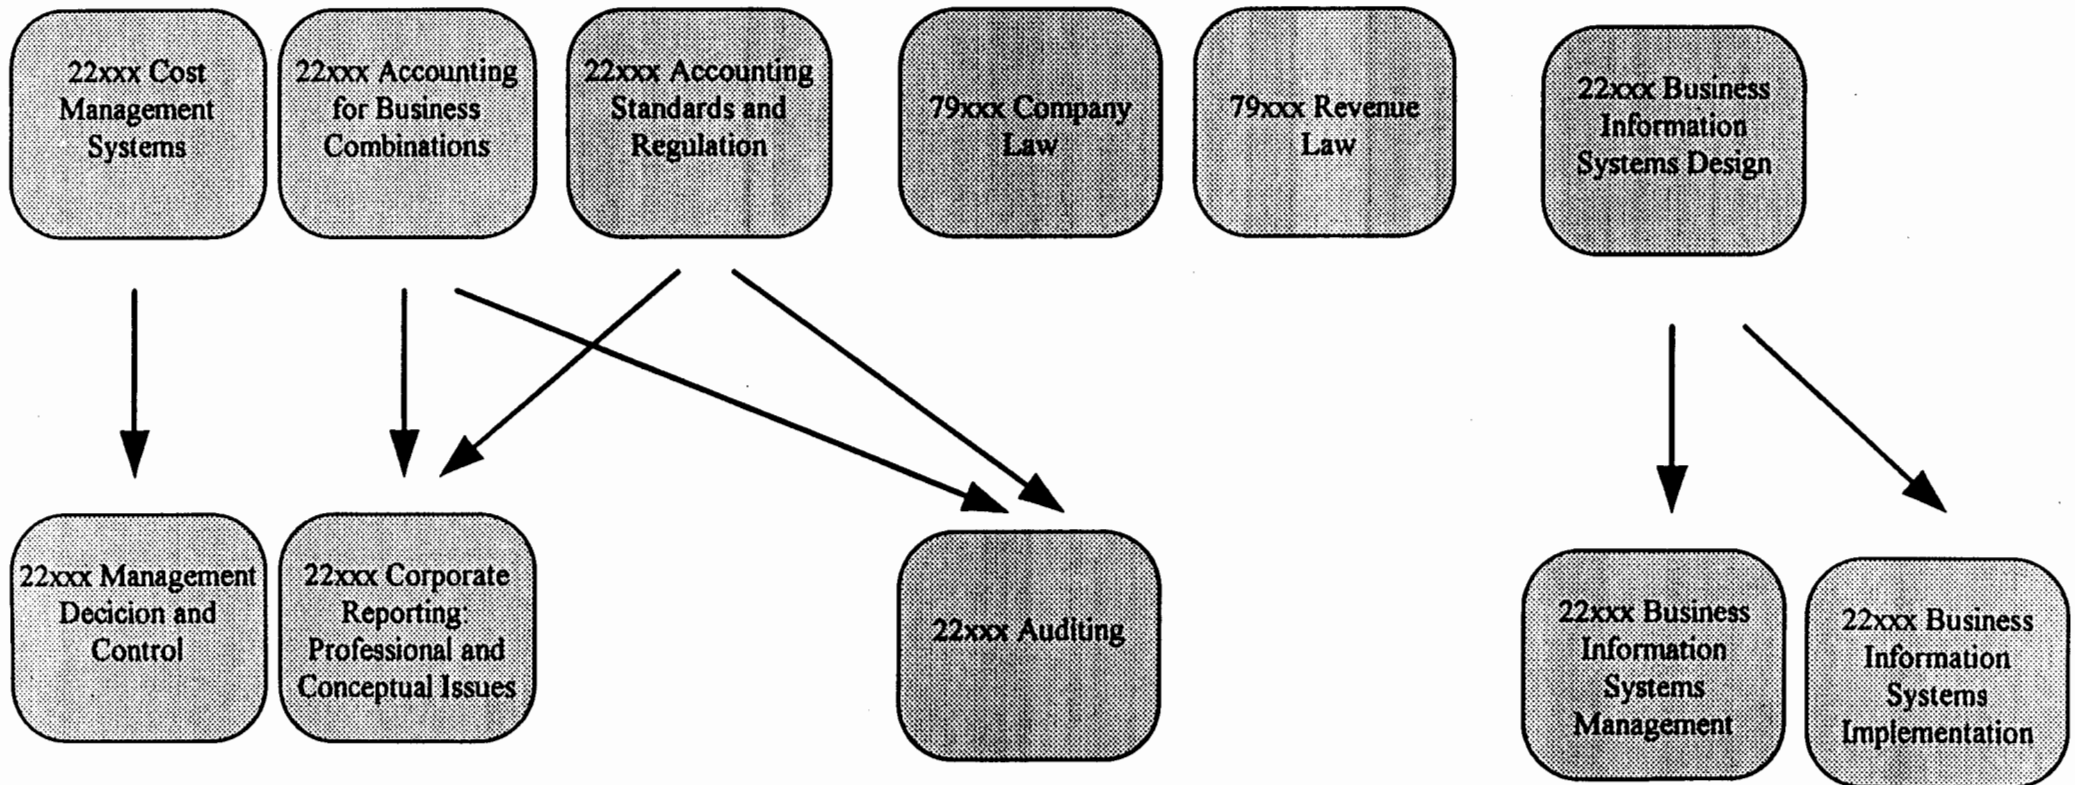 22xxx Cost
Management
Systems
22xxx Accounting
for Business
Combinations
22xxx Accounting
Standards and
Regulation
79xxx Company
Law
79xxx Revenue
Law
22xxx Business
Information
Systems Design
22xxx Management
Decicion and
Control
22xxx Corporate
Reporting:
Professional and
Conceptual Issues
22xxx Auditing
22xxx Business
Information
Systems
Management
22xxx Business
Information
Systems
Implementation